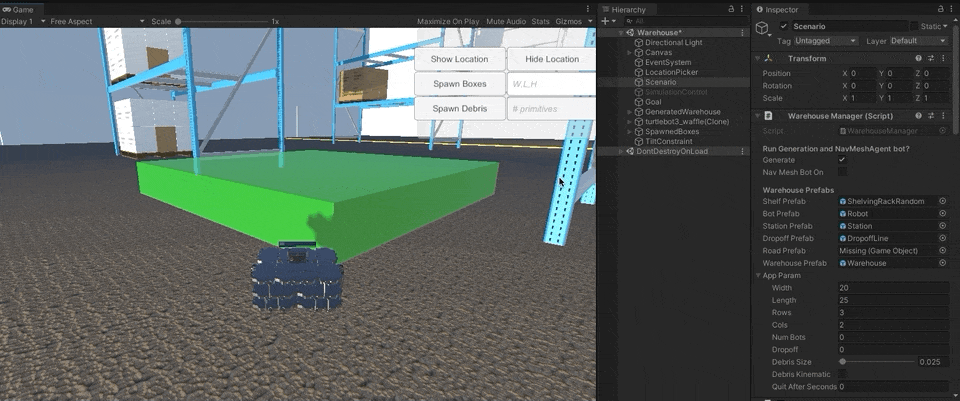 Game
Display 1
Free Aspect
Scale
1x
Maximize On Play
Mute Audio
Stats
Gizmos
Show Location
Hide Location
Spawn Boxes
W,L,H
Spawn Debris
# primitives
Hierarchy
All
Warehouse*
Directional Light
Canvas
EventSystem
LocationPicker
Scenario
SimulationControl
Goal
GeneratedWarehouse
turtlebot3_waffle(Clone)
SpawnedBoxes
TiltConstraint
DontDestroyOnLoad
Inspector
Scenario
Static
Tag Untagged Layer Default
Transform
Position X 0 Y 0 Z 0
Rotation X 0 Y 0 Z 0
Scale X 1 Y 1 Z 1
Warehouse Manager (Script)
Script WarehouseManager
Run Generation and NavMeshAgent bot?
Generate
Nav Mesh Bot On
Warehouse Prefabs
Shelf Prefab ShelvingRackRandom
Bot Prefab Robot
Station Prefab Station
Dropoff Prefab DropoffLine
Road Prefab Missing (Game Object)
Warehouse Prefab Warehouse
App Param
Width 20
Length 25
Rows 3
Cols 2
Num Bots 0
Dropoff 0
Debris Size 0.025
Debris Kinematic
Quit After Seconds 0